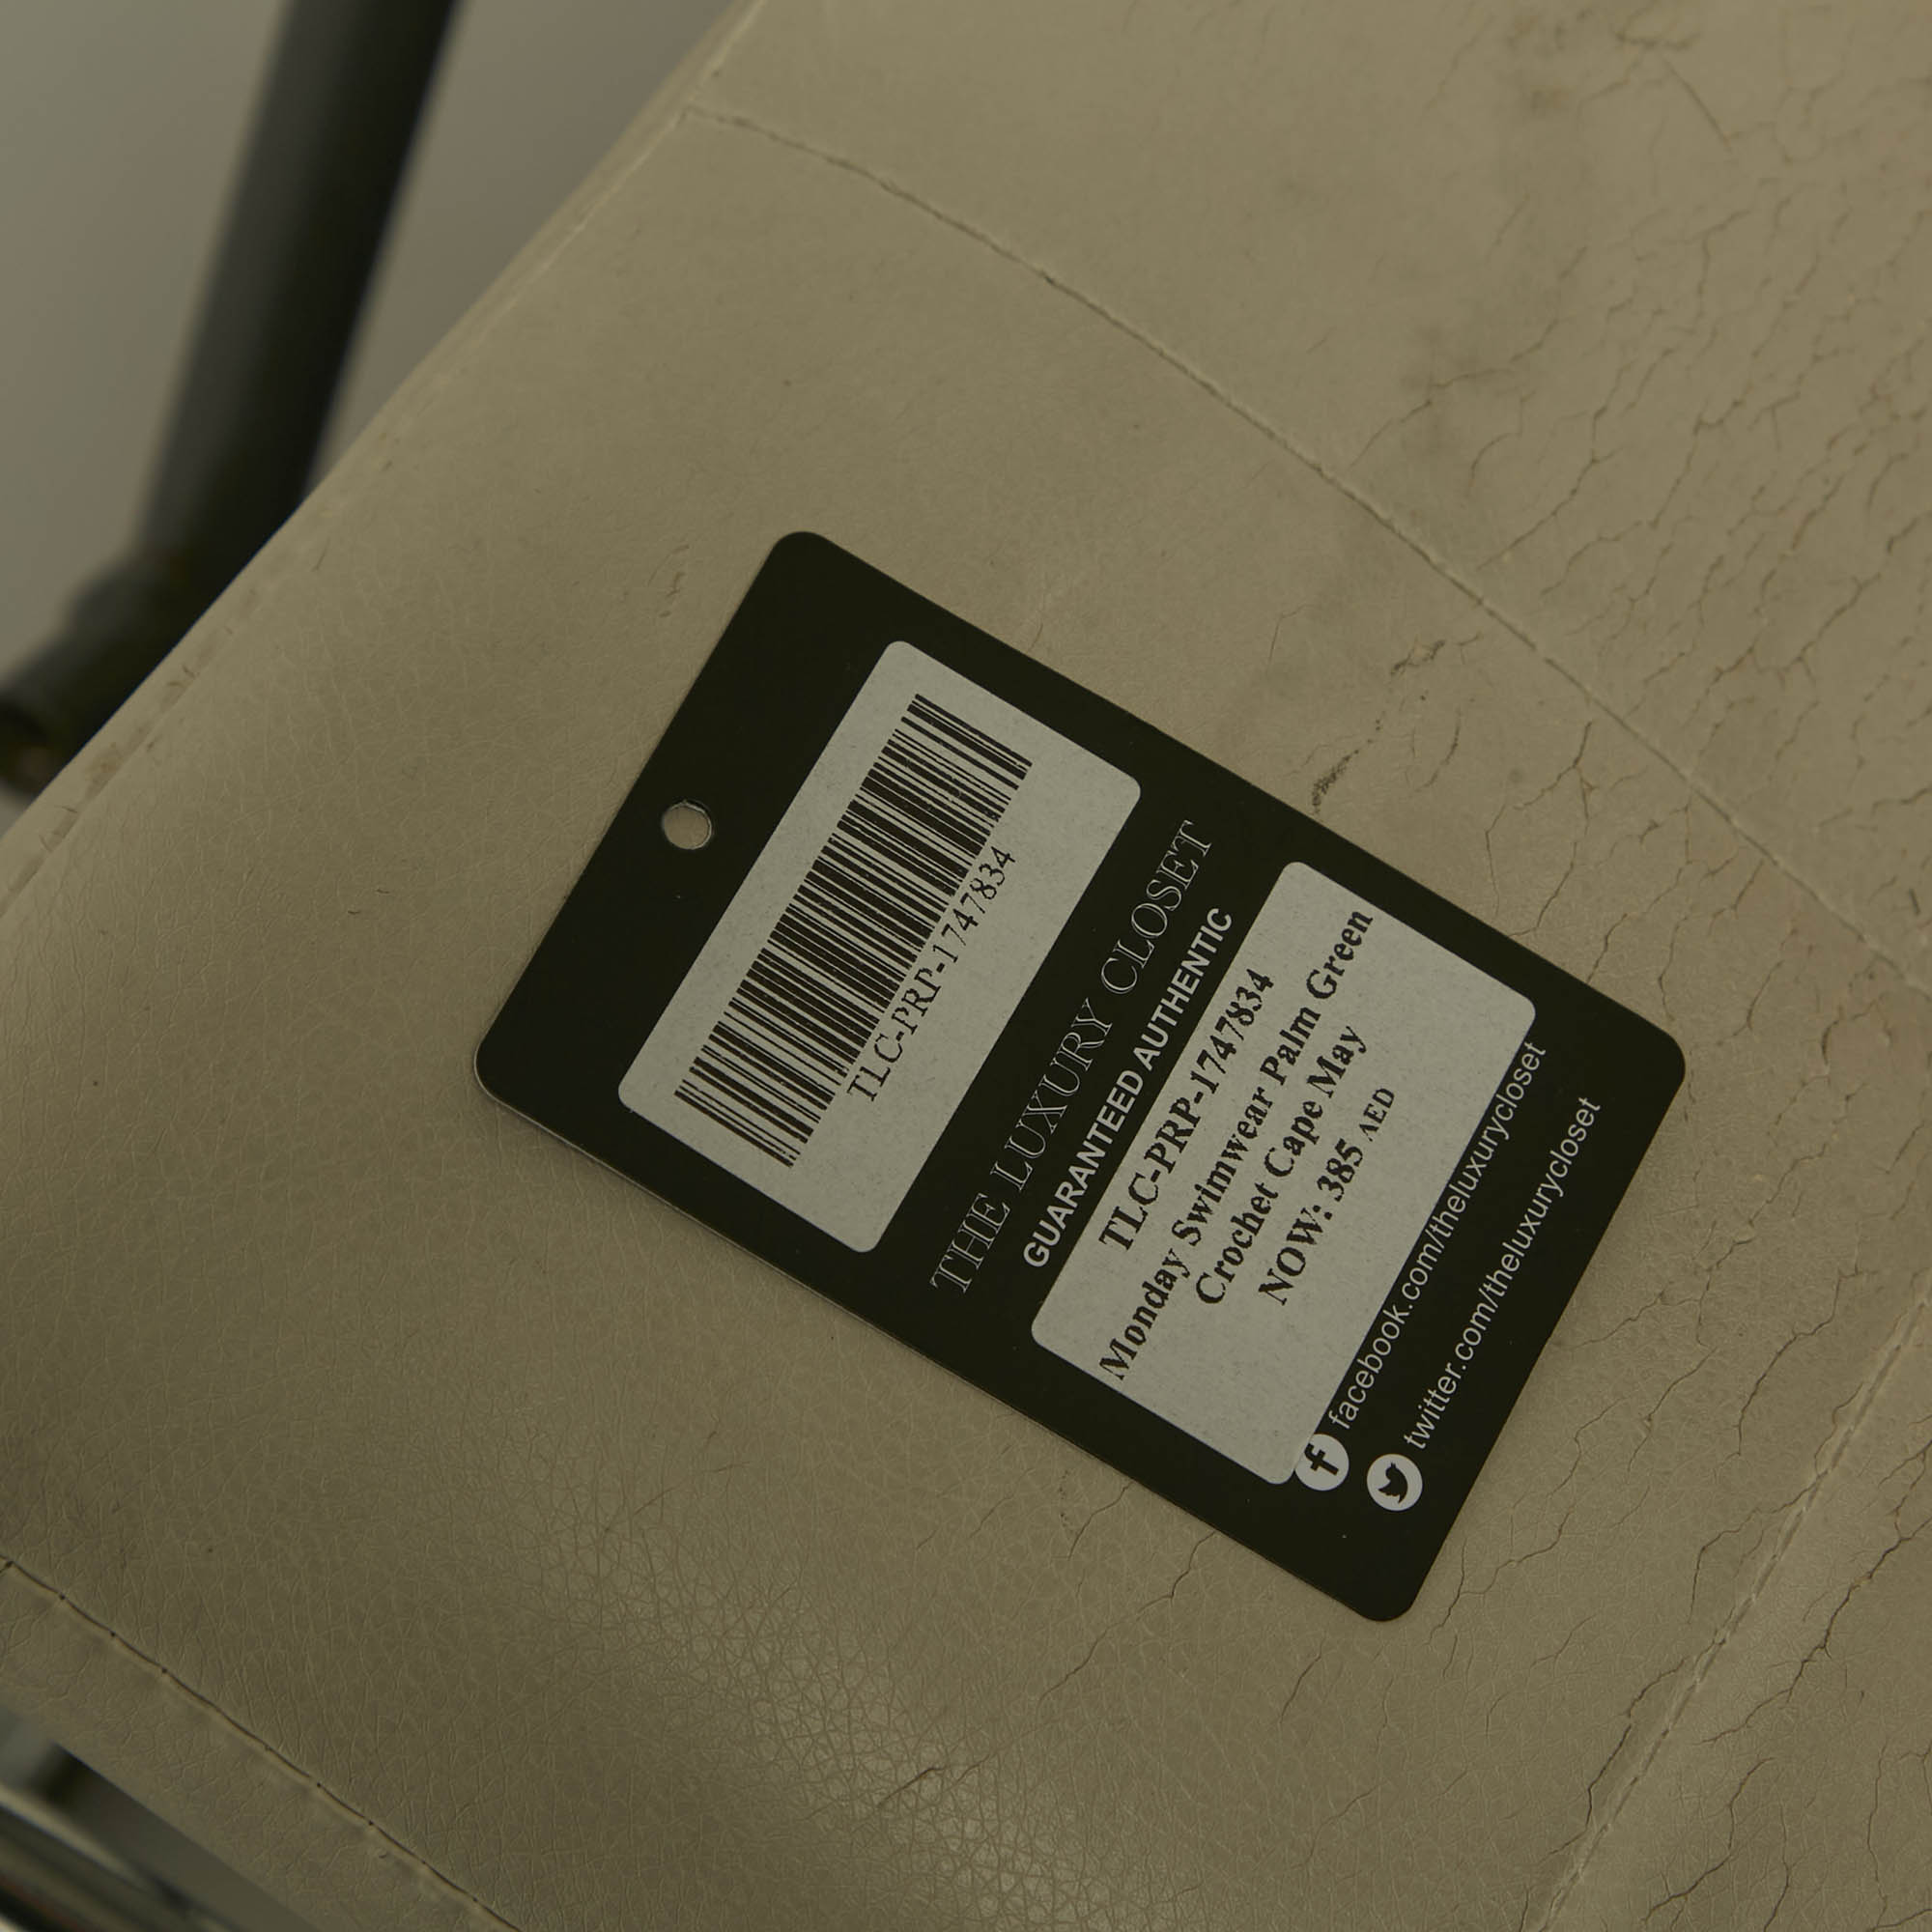 TLC-PRP-1747834
THE LUXURY CLOSET
GUARANTEED AUTHENTIC
TLC-PRP-1747834
Monday Swimwear Palm Green
Crochet Cape May
NOW: 385 AED
facebook.com/theluxurycloset
twitter.com/theluxurycloset